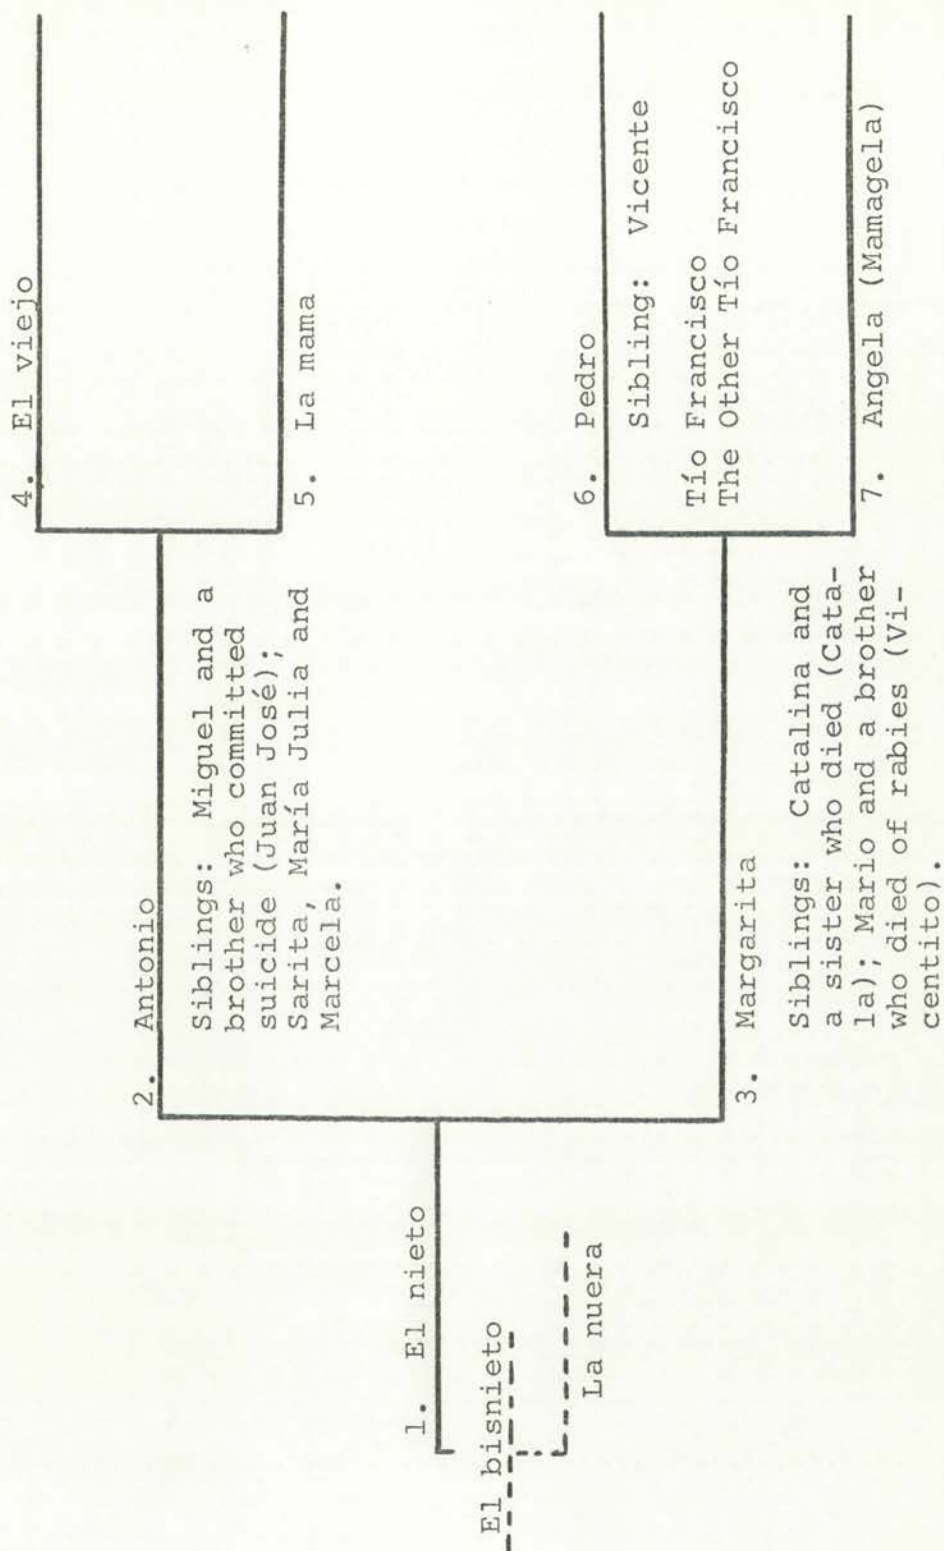 4. El viejo
5. La mama
2. Antonio
Siblings: Miguel and a
brother who committed
suicide (Juan José);
Sarita, María Julia and
Marcela.
6. Pedro
Sibling: Vicente
Tío Francisco
The Other Tío Francisco
7. Angela (Mamagela)
3. Margarita
Siblings: Catalina and
a sister who died (Cata-
la); Mario and a brother
who died of rabies (Vi-
centito).
1. El nieto
El bisnieto
La nuera